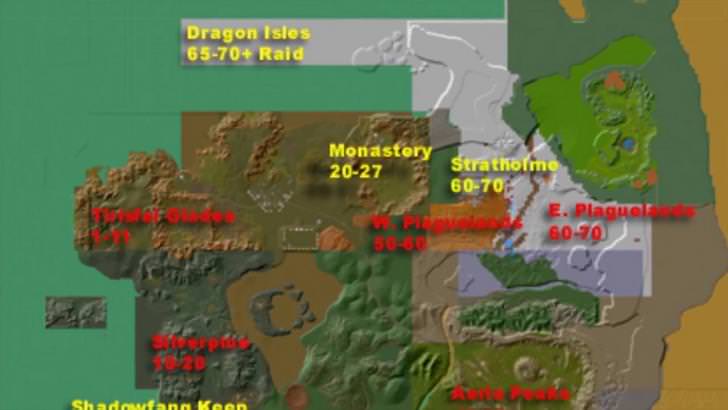 Dragon Isles
65-70+ Raid
Monastery
20-27
Stratholme
60-70
Tirisfal Glades
1-11
W. Plaguelands
50-60
E. Plaguelands
60-70
Silverpine
10-20
Shadowfang Keep
Aerie Peaks